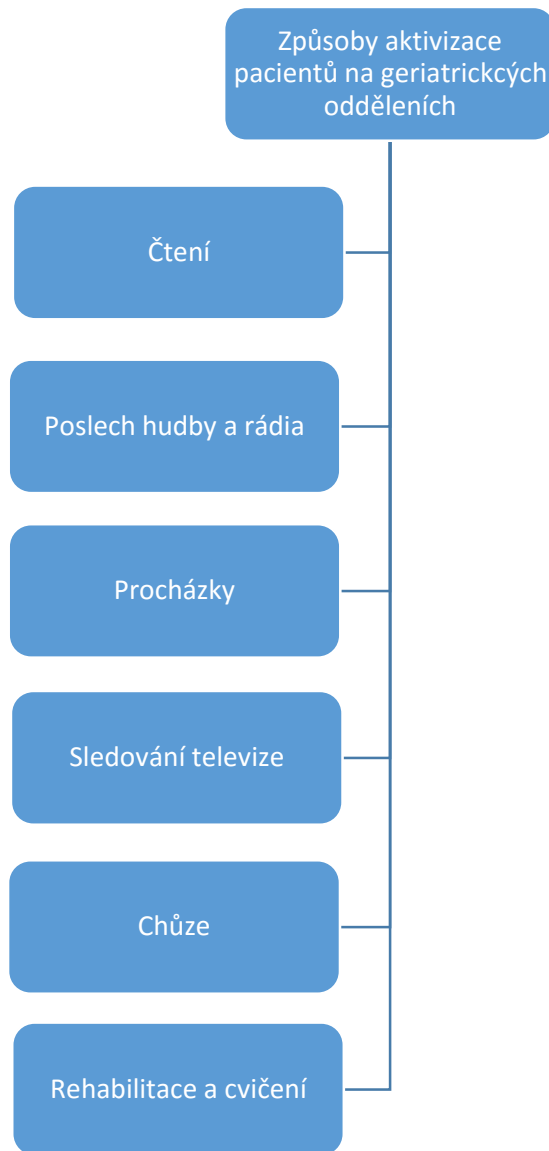 Způsoby aktivizace
pacientů na geriatrickcých
odděleních
Čtení
Poslech hudby a rádia
Procházky
Sledování televize
Chůze
Rehabilitace a cvičení